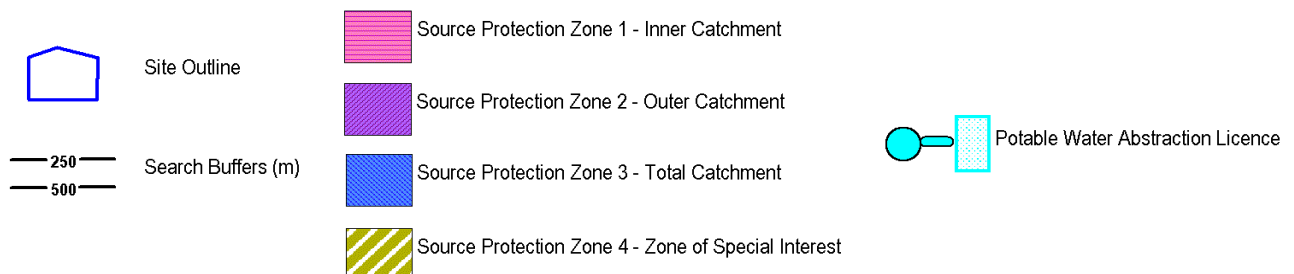 Site Outline
250
500
Search Buffers (m)
Source Protection Zone 1 - Inner Catchment
Source Protection Zone 2 - Outer Catchment
Source Protection Zone 3 - Total Catchment
Source Protection Zone 4 - Zone of Special Interest
Potable Water Abstraction Licence